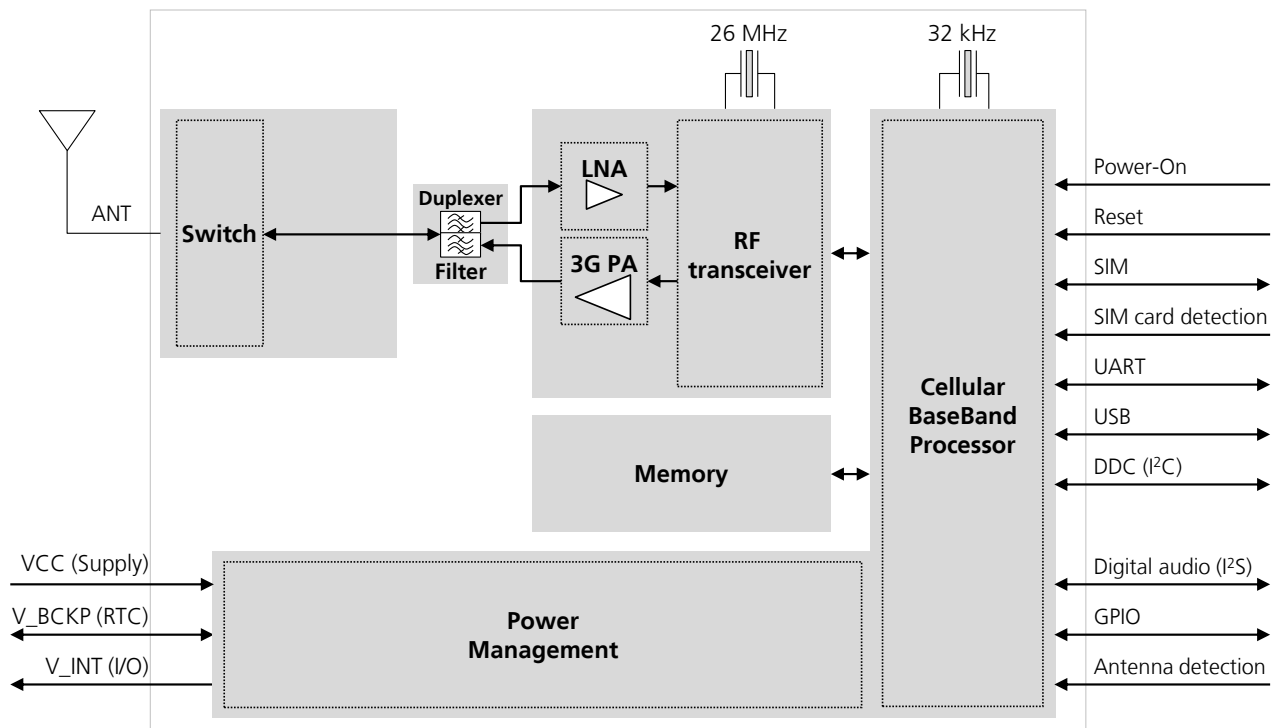 26 MHz
32 kHz
ANT
Switch
Duplexer
Filter
LNA
3G PA
RF
transceiver
Memory
Cellular
BaseBand
Processor
Power
Management
VCC (Supply)
V_BCKP (RTC)
V_INT (I/O)
Power-On
Reset
SIM
SIM card detection
UART
USB
DDC (I²C)
Digital audio (I²S)
GPIO
Antenna detection